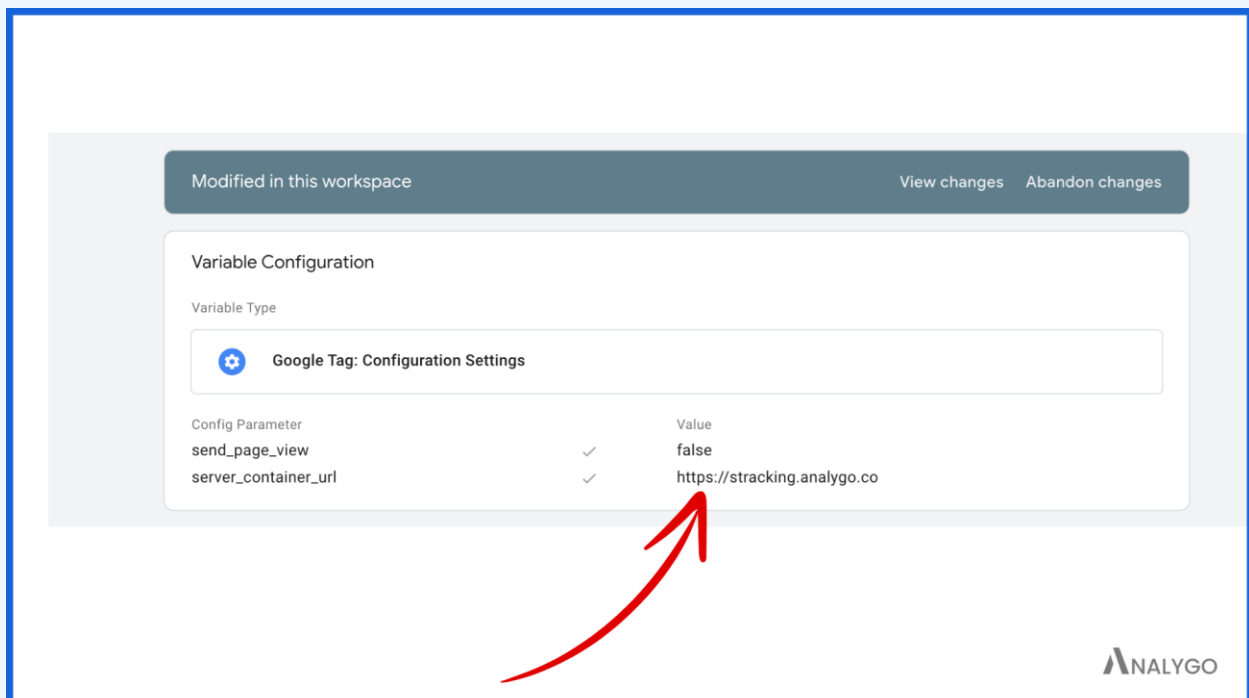 Modified in this workspace View changes Abandon changes
Variable Configuration
Variable Type
Google Tag: Configuration Settings
Config Parameter Value
send_page_view false
server_container_url https://stracking.analygo.co
ANALYGO